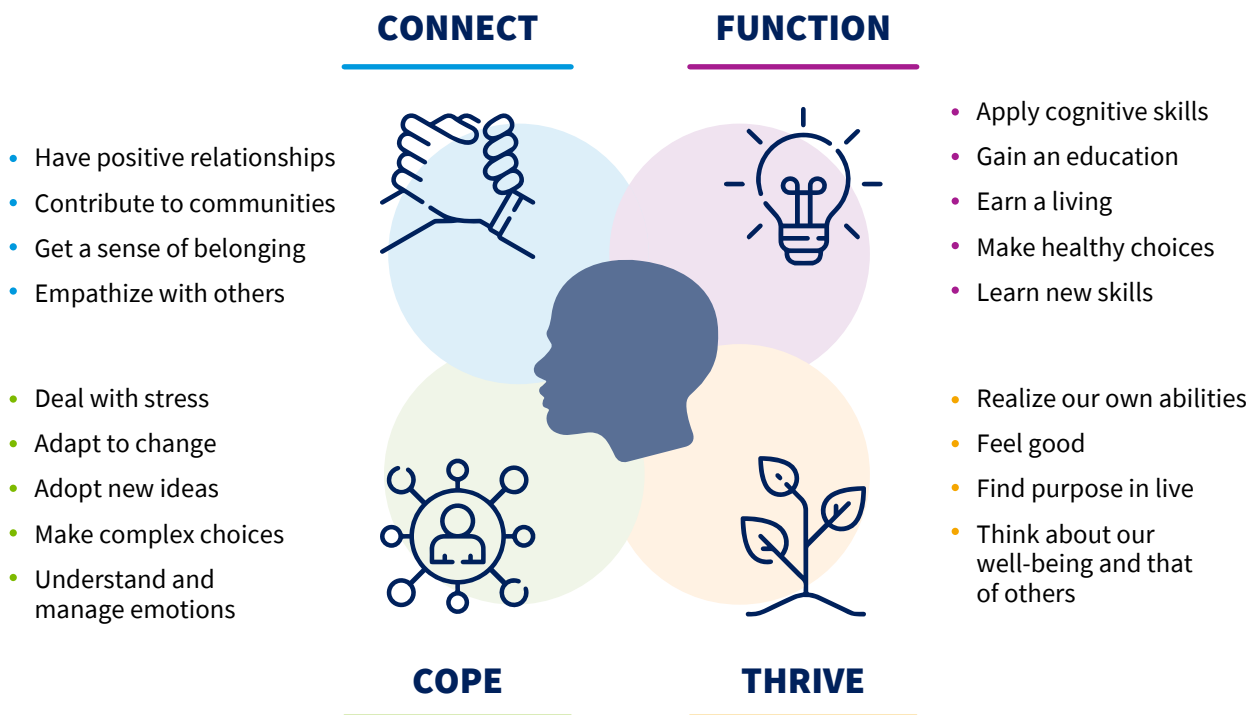 CONNECT
• Have positive relationships
• Contribute to communities
• Get a sense of belonging
• Empathize with others
FUNCTION
• Apply cognitive skills
• Gain an education
• Earn a living
• Make healthy choices
• Learn new skills
• Deal with stress
• Adapt to change
• Adopt new ideas
• Make complex choices
• Understand and
manage emotions
COPE
• Realize our own abilities
• Feel good
• Find purpose in live
• Think about our
well-being and that
of others
THRIVE